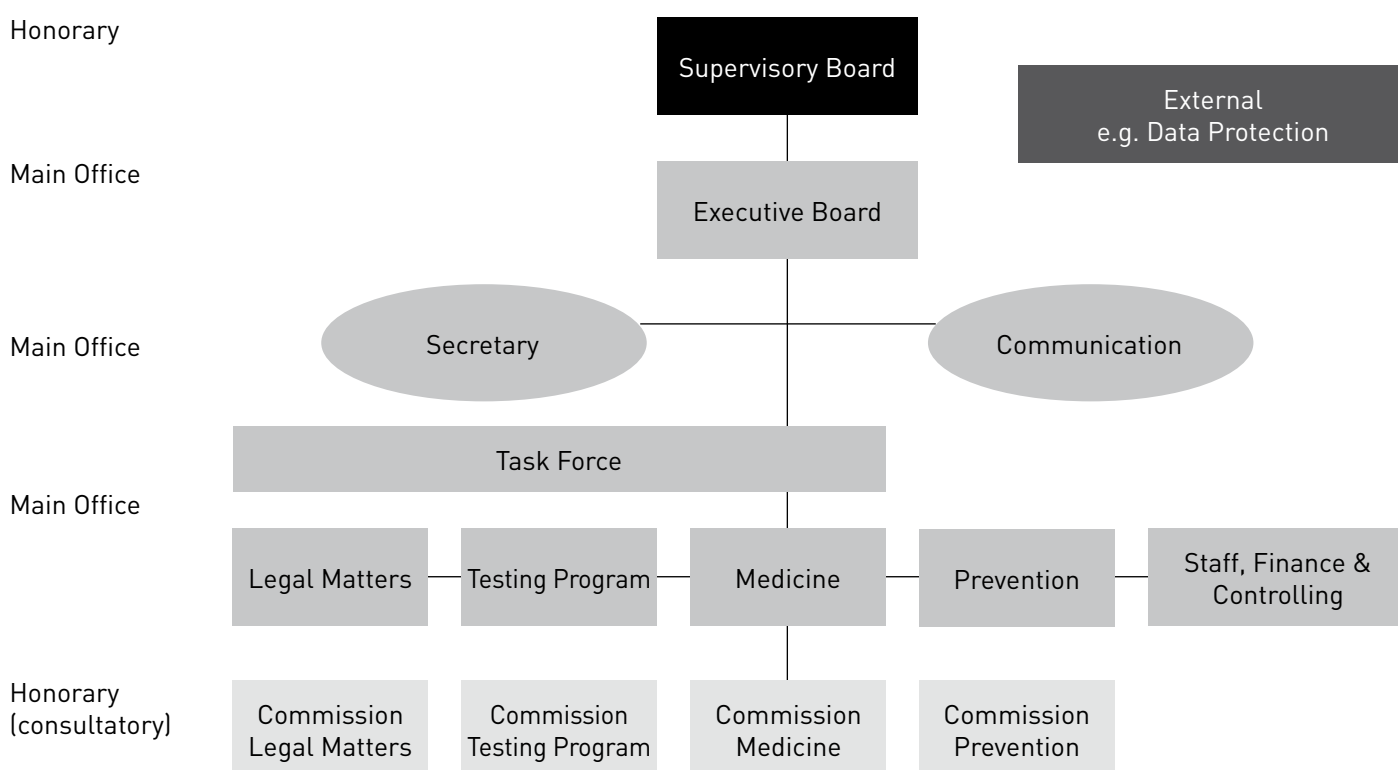 Honorary
Supervisory Board
External
e.g. Data Protection
Main Office
Executive Board
Main Office
Secretary
Communication
Task Force
Main Office
Legal Matters
Testing Program
Medicine
Prevention
Staff, Finance &
Controlling
Honorary
(consultatory)
Commission
Legal Matters
Commission
Testing Program
Commission
Medicine
Commission
Prevention